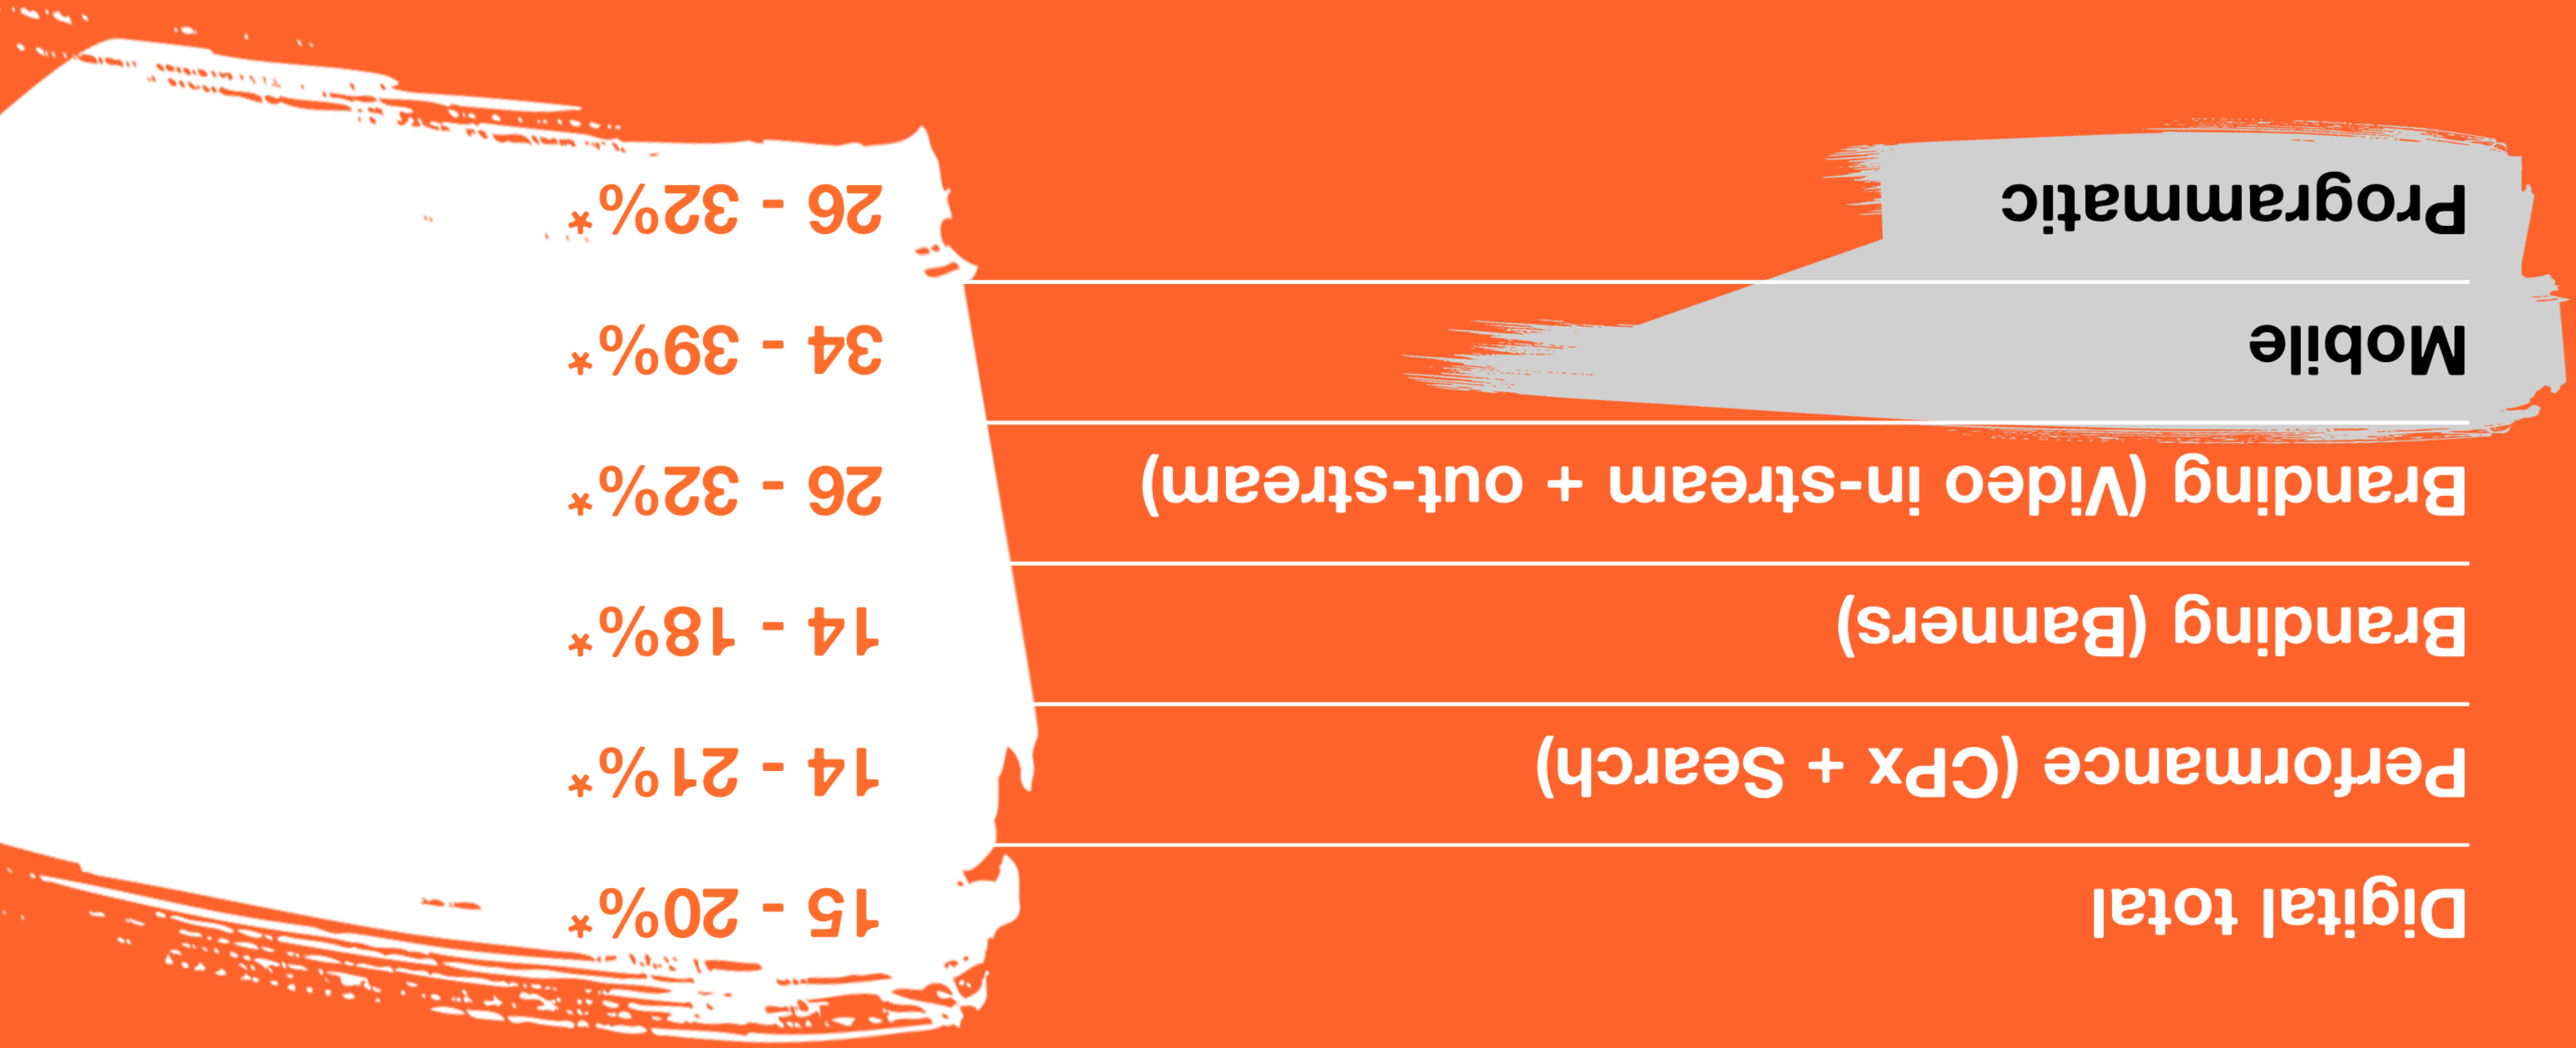 Digital total 15 - 20%*
Performance (CPx + Search) 14 - 21%*
Branding (Banners) 14 - 18%*
Branding (Video in-stream + out-stream) 26 - 32%*
Mobile 34 - 39%*
Programmatic 26 - 32%*